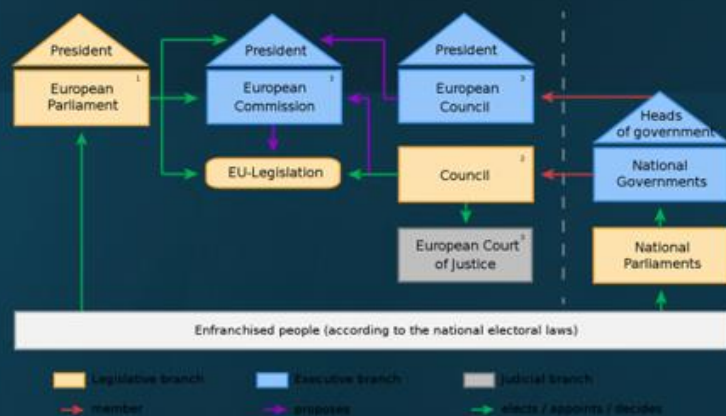 President
President
President
European
Parliament
1
European
Commission
3
European
Council
3
Heads
of government
EU-Legislation
Council
2
National
Governments
European Court
of Justice
3
National
Parliaments
Enfranchised people (according to the national electoral laws)
Legislative branch
Executive branch
Judicial branch
member
proposes
elects / appoints / decides